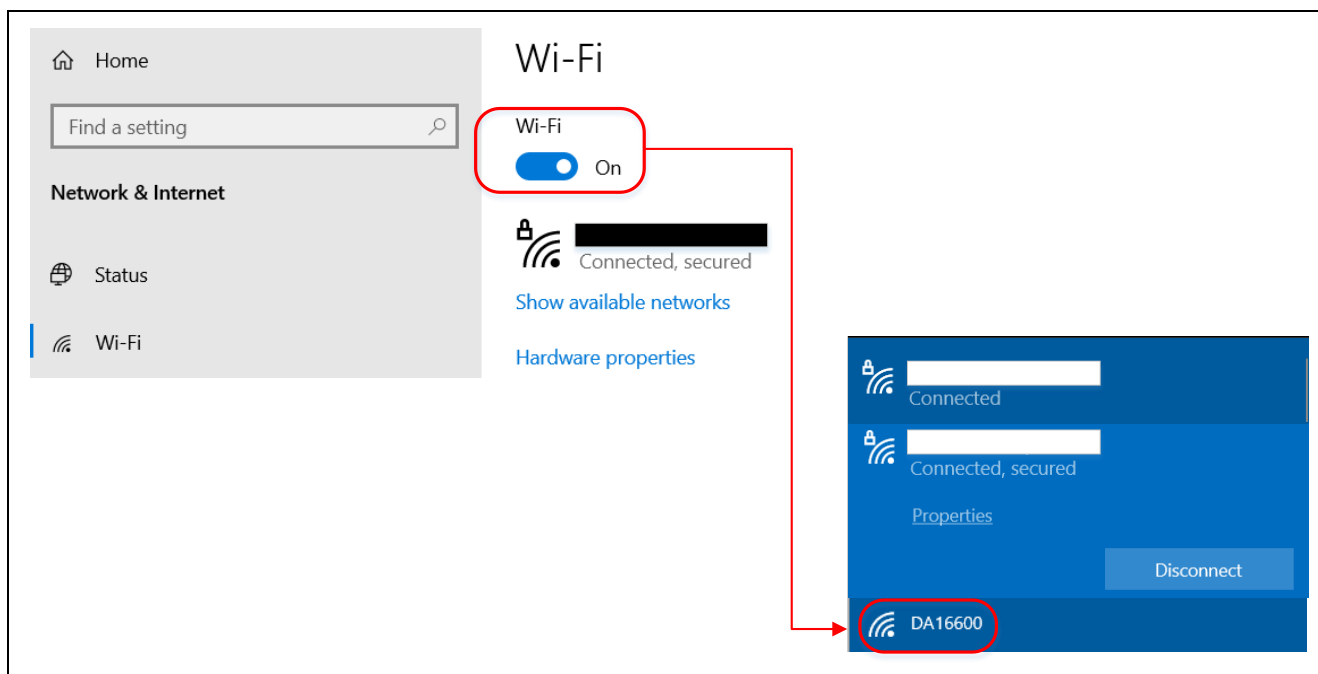 Home
Find a setting
Network & Internet
Status
Wi-Fi
Wi-Fi
Wi-Fi
On
Connected, secured
Show available networks
Hardware properties
Connected
Connected, secured
Properties
Disconnect
DA16600